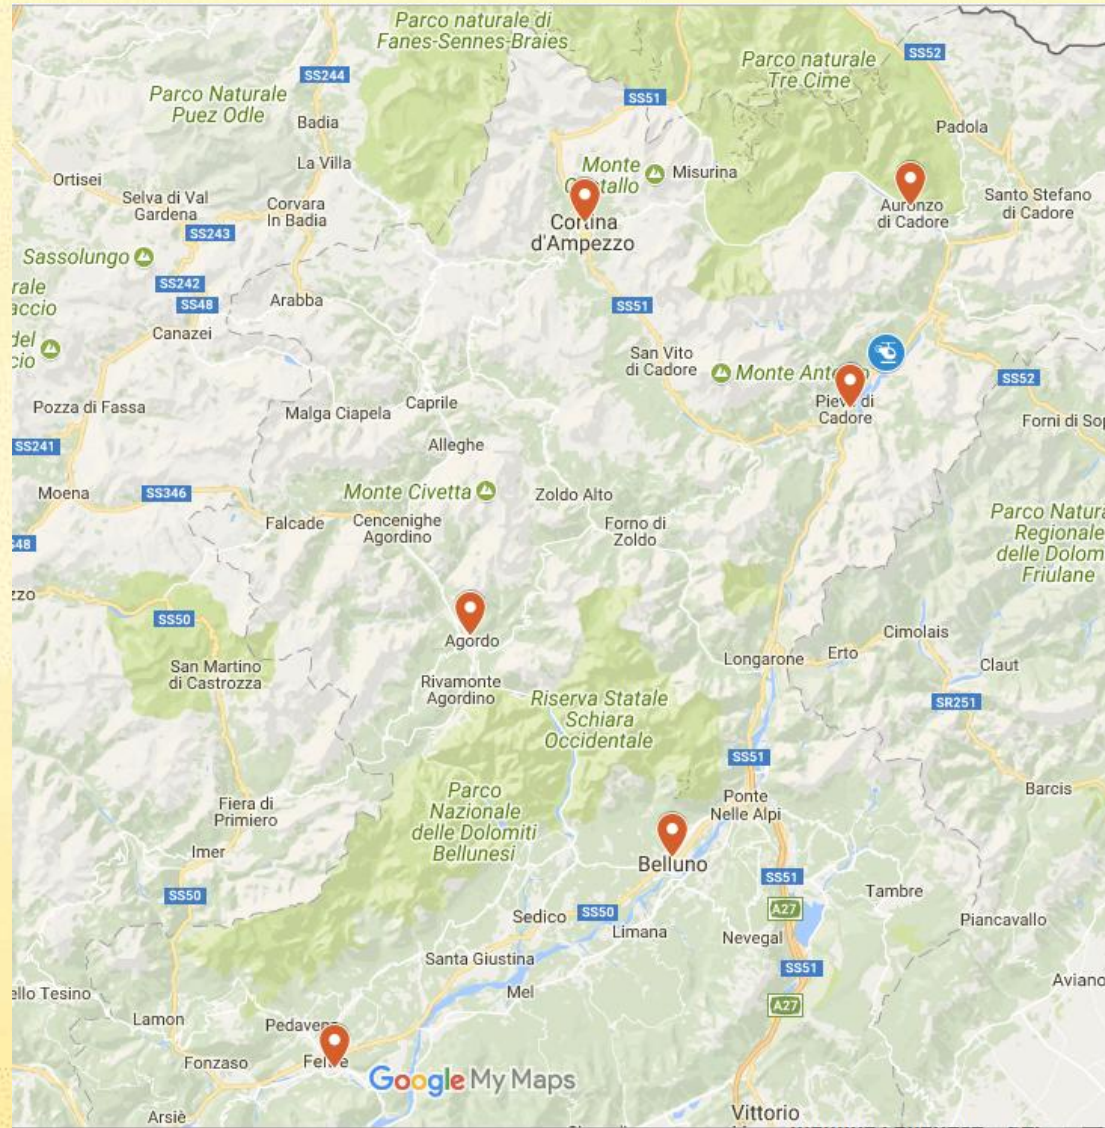 Parco naturale di
Fanes-Sennes-Braies
SS52
SS244
Parco naturale
Tre Cime
Parco Naturale
Puez Odle
SS51
Badia
Padola
La Villa
Monte
Misurina
Ortisei
Selva di Val
Gardena
Corvara
In Badia
Cortina
d'Ampezzo
Auronzo
di Cadore
Santo Stefano
di Cadore
SS243
Sassolungo
SS242
SS48
Arabba
SS51
Canazei
San Vito
di Cadore
Monte
SS52
Pozza di Fassa
Malga Ciapela
Caprile
Pieve di
Cadore
Forni di
SS241
Alleghe
Moena
SS346
Monte Civetta
Zoldo Alto
Falcade
Cencenighe
Agordino
Forno di
Zoldo
Parco
Regionale
delle
Friulane
SS50
Agordo
Cimolais
San Martino
di Castrozza
Longarone
Erto
Claut
Rivamonte
Agordino
Riserva Statale
Schiara
Occidentale
SR251
SS51
Fiera di
Primiero
Parco
Nazionale
delle Dolomiti
Bellunesi
Ponte
Nelle Alpi
Barcis
Imer
Belluno
SS50
SS51
Tambre
Sedico
SS50
A27
Limana
Nevegal
Piancavallo
Santa Giustina
SS51
Mel
Aviano
Tesino
A27
Lamon
Pedavena
Fonzaso
Feltre
Google My Maps
Arsiè
Vittorio